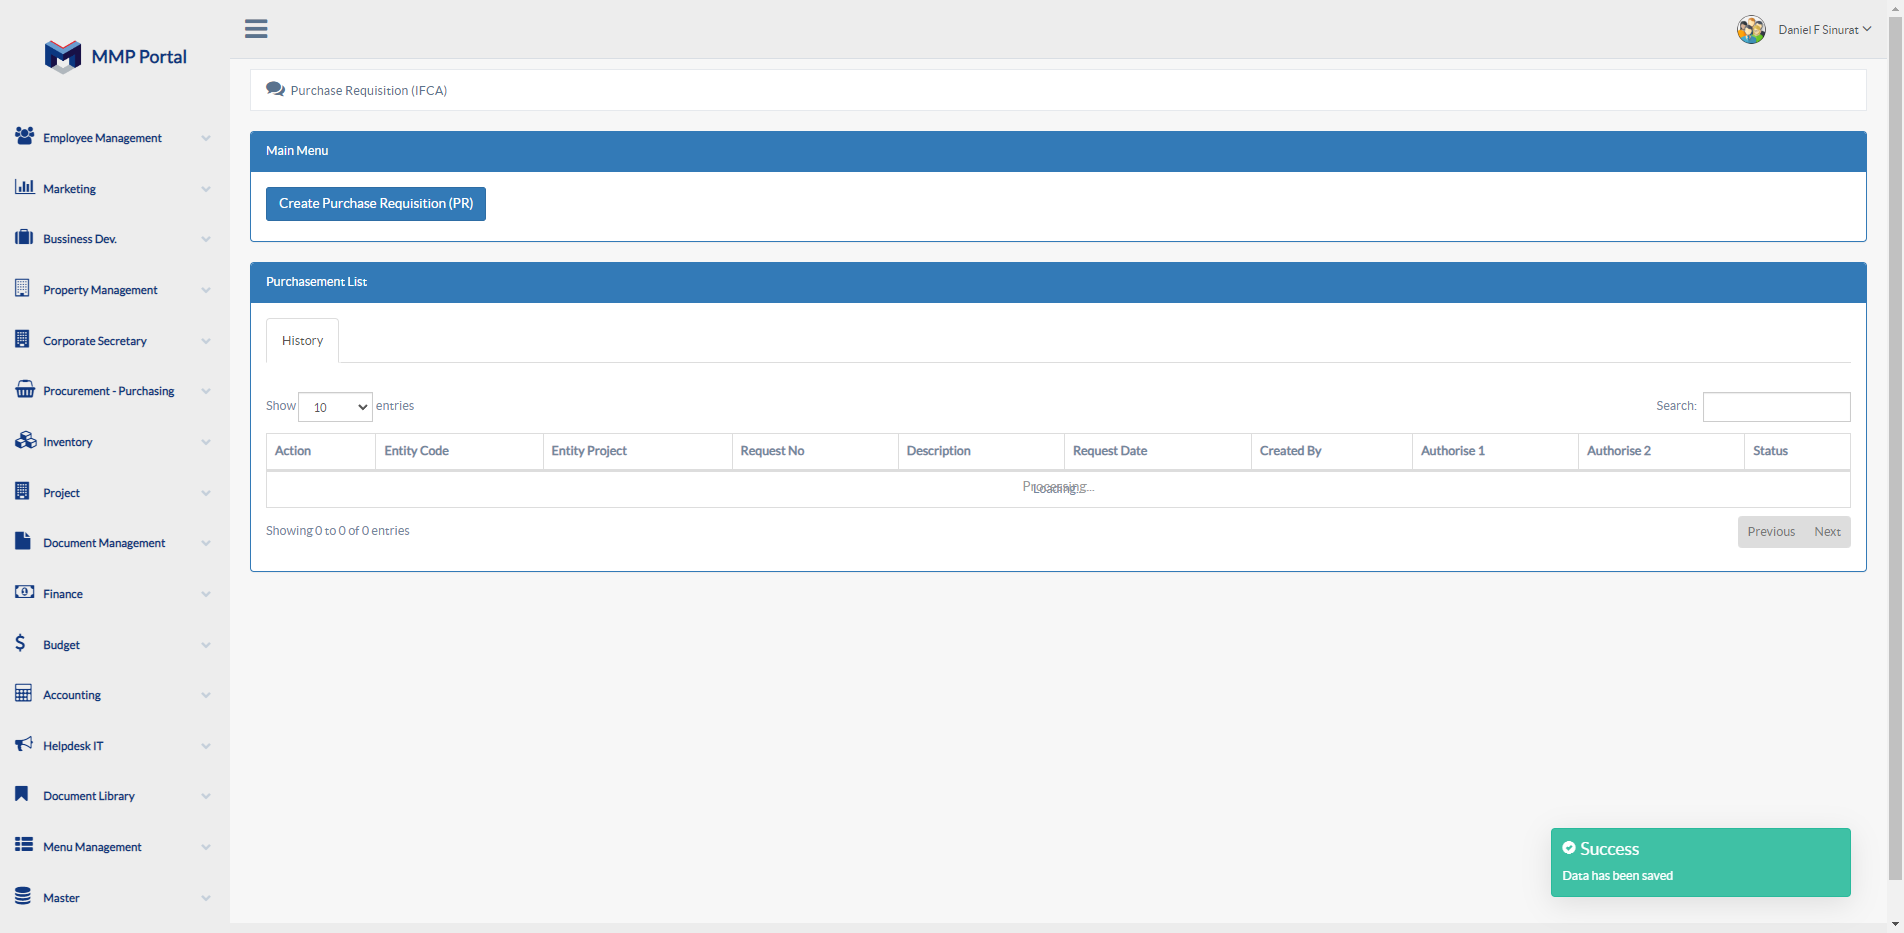 MMP Portal
Daniel F Sinurat
Employee Management
Marketing
Bussiness Dev.
Property Management
Corporate Secretary
Procurement - Purchasing
Inventory
Project
Document Management
Finance
Budget
Accounting
Helpdesk IT
Document Library
Menu Management
Master
Purchase Requisition (IFCA)
Main Menu
Create Purchase Requisition (PR)
Purchasement List
History
Show 10 entries
Search:
Action Entity Code Entity Project Request No Description Request Date Created By Authorise 1 Authorise 2 Status
Processing...
Loading...
Showing 0 to 0 of 0 entries
Previous Next
Success
Data has been saved